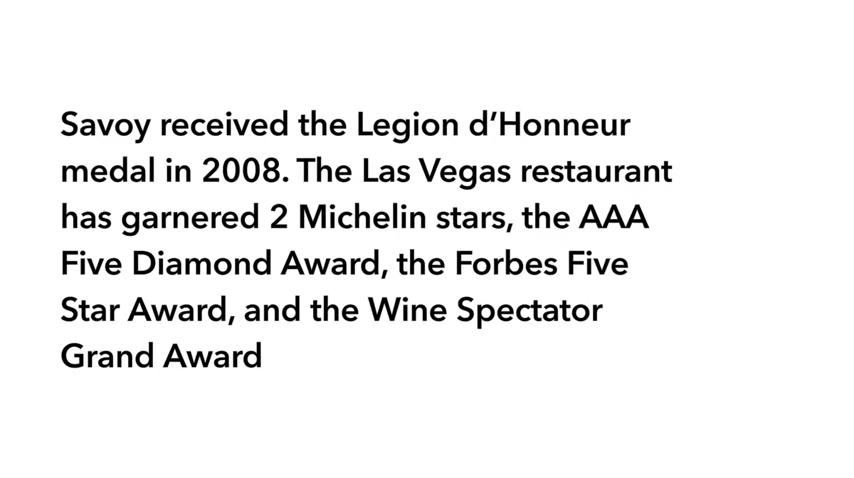 Savoy received the Legion d’Honneur
medal in 2008. The Las Vegas restaurant
has garnered 2 Michelin stars, the AAA
Five Diamond Award, the Forbes Five
Star Award, and the Wine Spectator
Grand Award